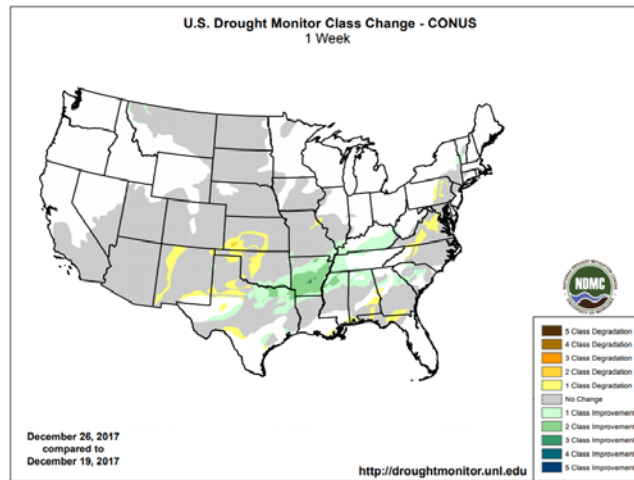 U.S. Drought Monitor Class Change - CONUS
1 Week
NDMC
5 Class Degradation
4 Class Degradation
3 Class Degradation
2 Class Degradation
1 Class Degradation
No Change
1 Class Improvement
2 Class Improvement
3 Class Improvement
4 Class Improvement
5 Class Improvement
December 26, 2017
compared to
December 19, 2017
http://droughtmonitor.unl.edu